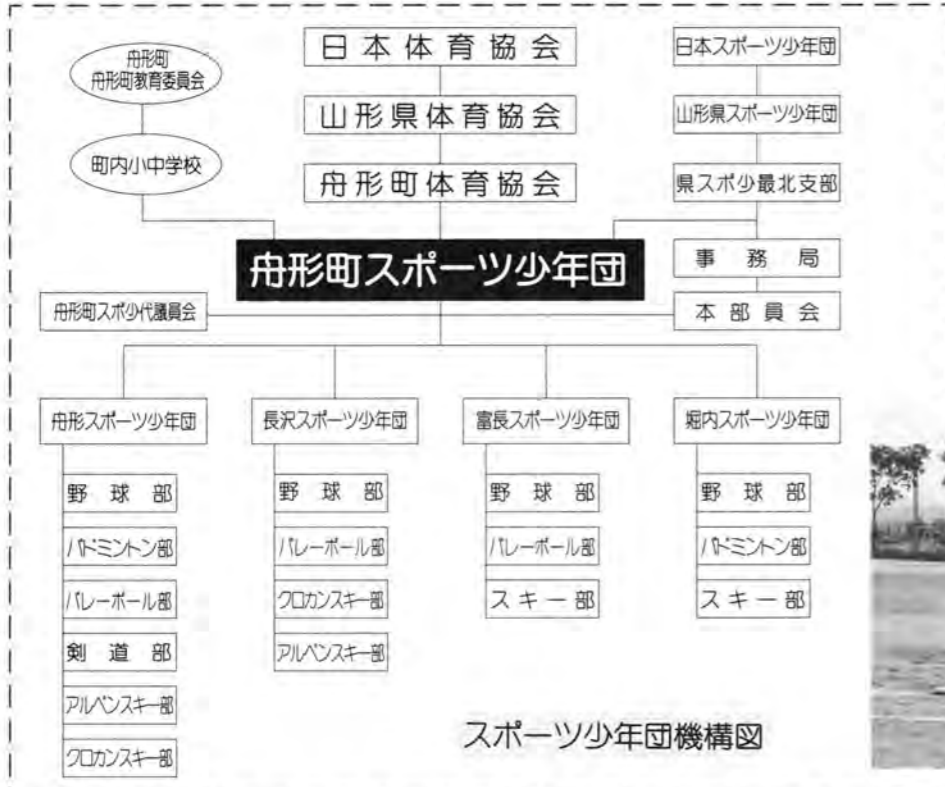 舟形町
舟形町教育委員会
町内小中学校
日本体育協会
山形県体育協会
舟形町体育協会
日本スポーツ少年団
山形県スポーツ少年団
県スポ少最北支部
舟形町スポーツ少年団
事務局
舟形町スポ少代議員会
本部員会
舟形スポーツ少年団
野球部
バドミントン部
バレーボール部
剣道部
アルペンスキー部
クロカンスキー部
長沢スポーツ少年団
野球部
バレーボール部
クロカンスキー部
アルペンスキー部
富長スポーツ少年団
野球部
バレーボール部
スキー部
堀内スポーツ少年団
野球部
バドミントン部
スキー部
スポーツ少年団機構図